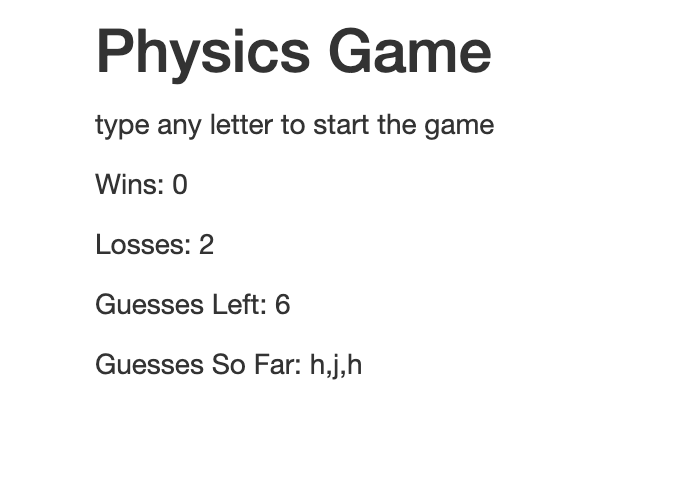 Physics Game
type any letter to start the game
Wins: 0
Losses: 2
Guesses Left: 6
Guesses So Far: h,j,h